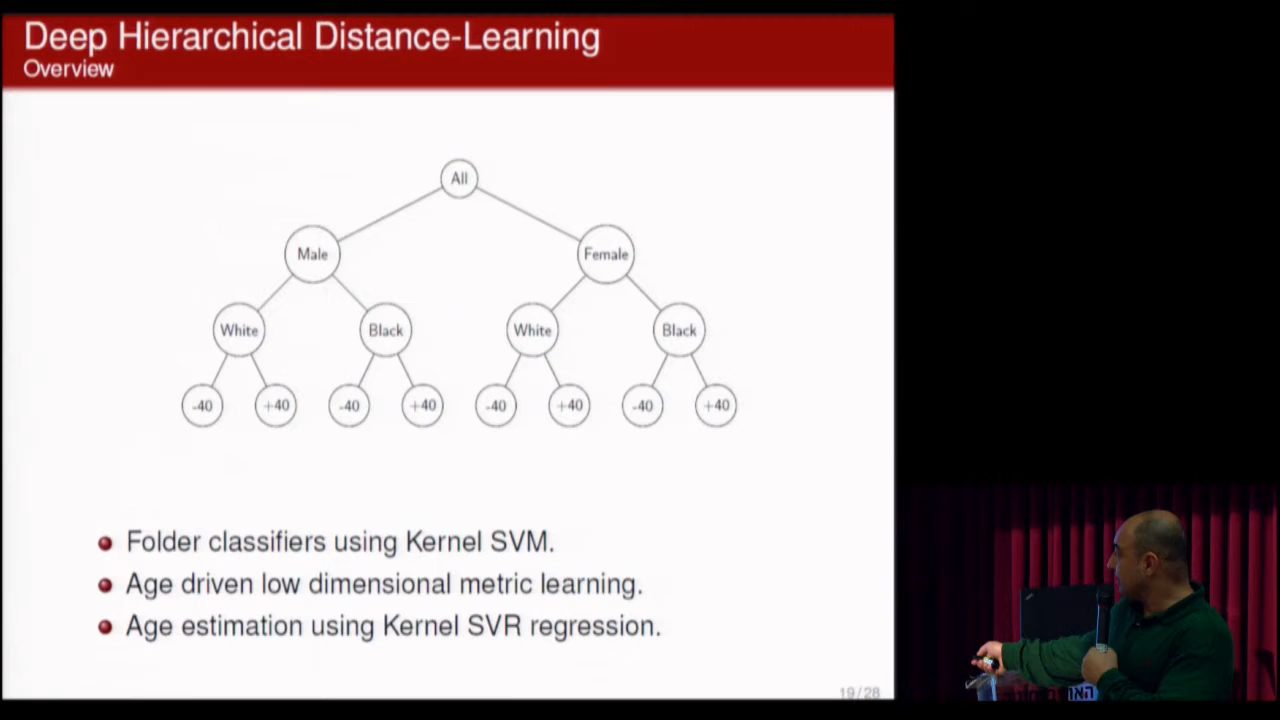 Deep Hierarchical Distance-Learning
Overview
All
Male Female
White Black White Black
-40 +40 -40 +40 -40 +40 -40 +40
Folder classifiers using Kernel SVM.
Age driven low dimensional metric learning.
Age estimation using Kernel SVR regression.
19/28